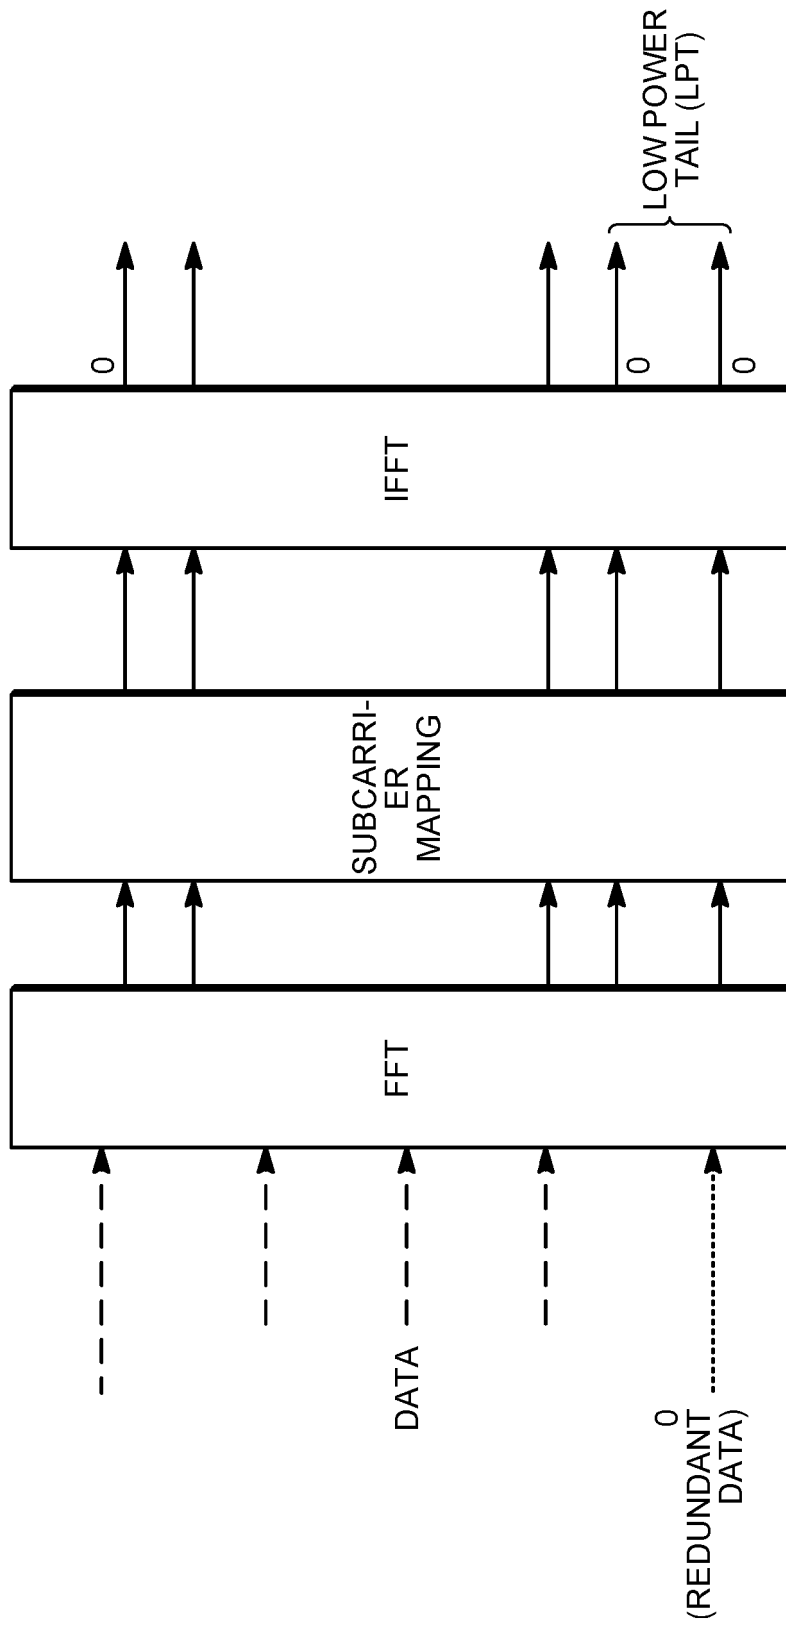 DATA
0
(REDUNDANT
DATA)
FFT
SUBCARRI-
ER
MAPPING
IFFT
0
0
0
LOW POWER
TAIL (LPT)